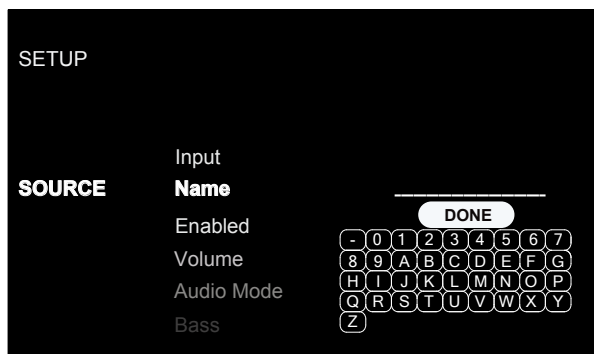 SETUP
Input
SOURCE Name _____________
DONE
Enabled
- 0 1 2 3 4 5 6 7
Volume 8 9 A B C D E F G
H I J K L M N O P
Audio Mode
Q R S T U V W X Y
Bass Z